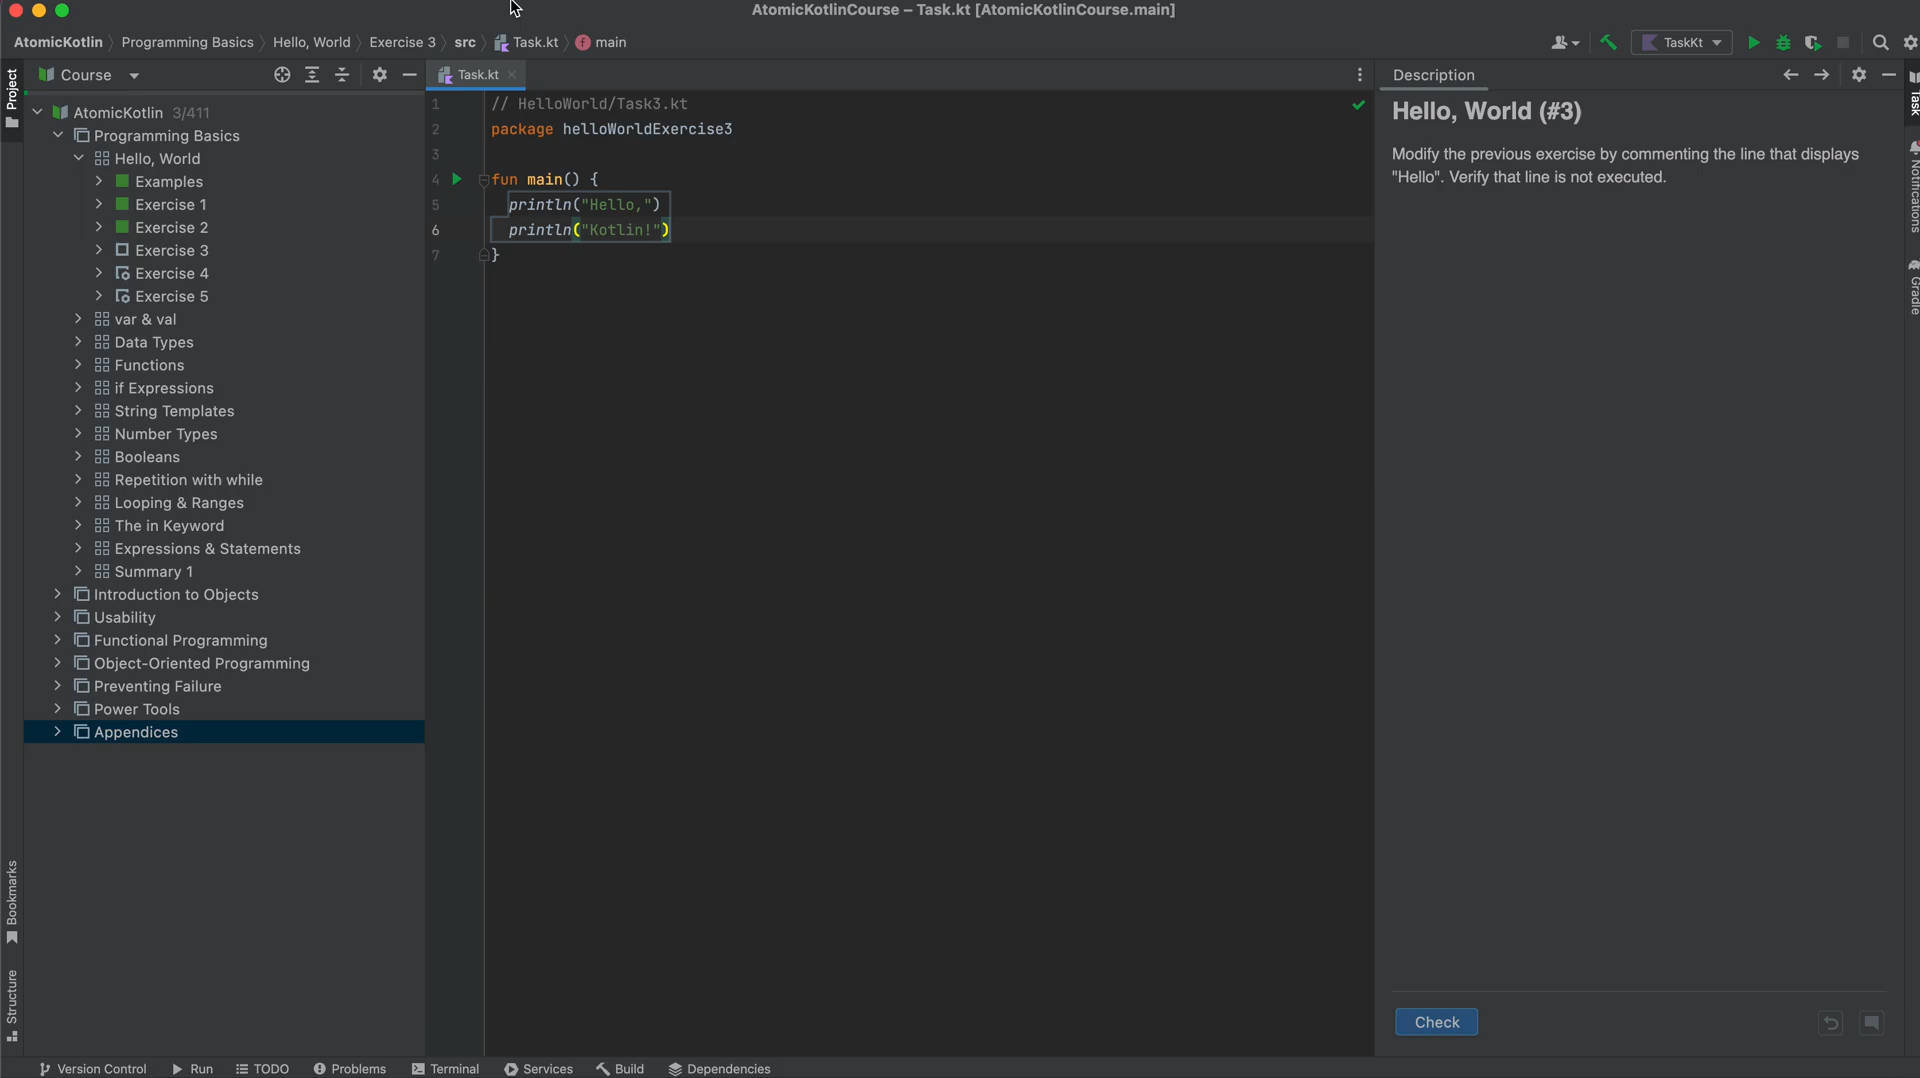 AtomicKotlinCourse – Task.kt [AtomicKotlinCourse.main]
AtomicKotlin Programming Basics Hello, World Exercise 3 src Task.kt main
TaskKt
Project
Course
Task.kt
Description
AtomicKotlin 3/411
Programming Basics
Hello, World
Examples
Exercise 1
Exercise 2
Exercise 3
Exercise 4
Exercise 5
var & val
Data Types
Functions
if Expressions
String Templates
Number Types
Booleans
Repetition with while
Looping & Ranges
The in Keyword
Expressions & Statements
Summary 1
Introduction to Objects
Usability
Functional Programming
Object-Oriented Programming
Preventing Failure
Power Tools
Appendices
1 // HelloWorld/Task3.kt
2 package helloWorldExercise3
3
4 fun main() {
5 println("Hello,")
6 println("Kotlin!")
7 }
Hello, World (#3)
Modify the previous exercise by commenting the line that displays
"Hello". Verify that line is not executed.
Check
Task
Notifications
Gradle
Bookmarks
Structure
Version Control Run TODO Problems Terminal Services Build Dependencies